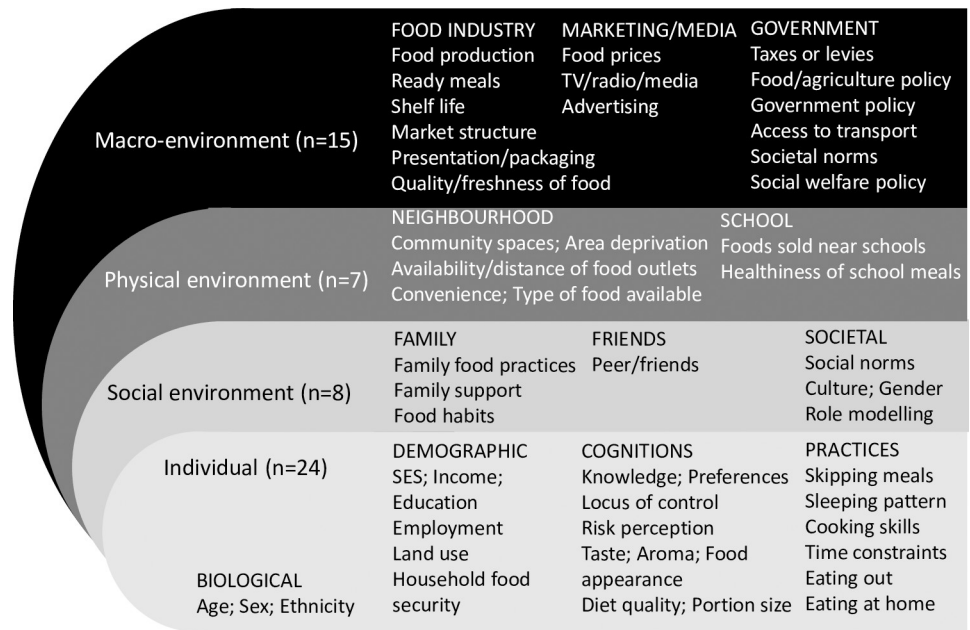 Macro-environment (n=15)
FOOD INDUSTRY
Food production
Ready meals
Shelf life
Market structure
Presentation/packaging
Quality/freshness of food
MARKETING/MEDIA
Food prices
TV/radio/media
Advertising
GOVERNMENT
Taxes or levies
Food/agriculture policy
Government policy
Access to transport
Societal norms
Social welfare policy
Physical environment (n=7)
NEIGHBOURHOOD
Community spaces; Area deprivation
Availability/distance of food outlets
Convenience; Type of food available
SCHOOL
Foods sold near schools
Healthiness of school meals
Social environment (n=8)
FAMILY
Family food practices
Family support
Food habits
FRIENDS
Peer/friends
SOCIETAL
Social norms
Culture; Gender
Role modelling
Individual (n=24)
BIOLOGICAL
Age; Sex; Ethnicity
DEMOGRAPHIC
SES; Income;
Education
Employment
Land use
Household food
security
COGNITIONS
Knowledge; Preferences
Locus of control
Risk perception
Taste; Aroma; Food
appearance
Diet quality; Portion size
PRACTICES
Skipping meals
Sleeping pattern
Cooking skills
Time constraints
Eating out
Eating at home